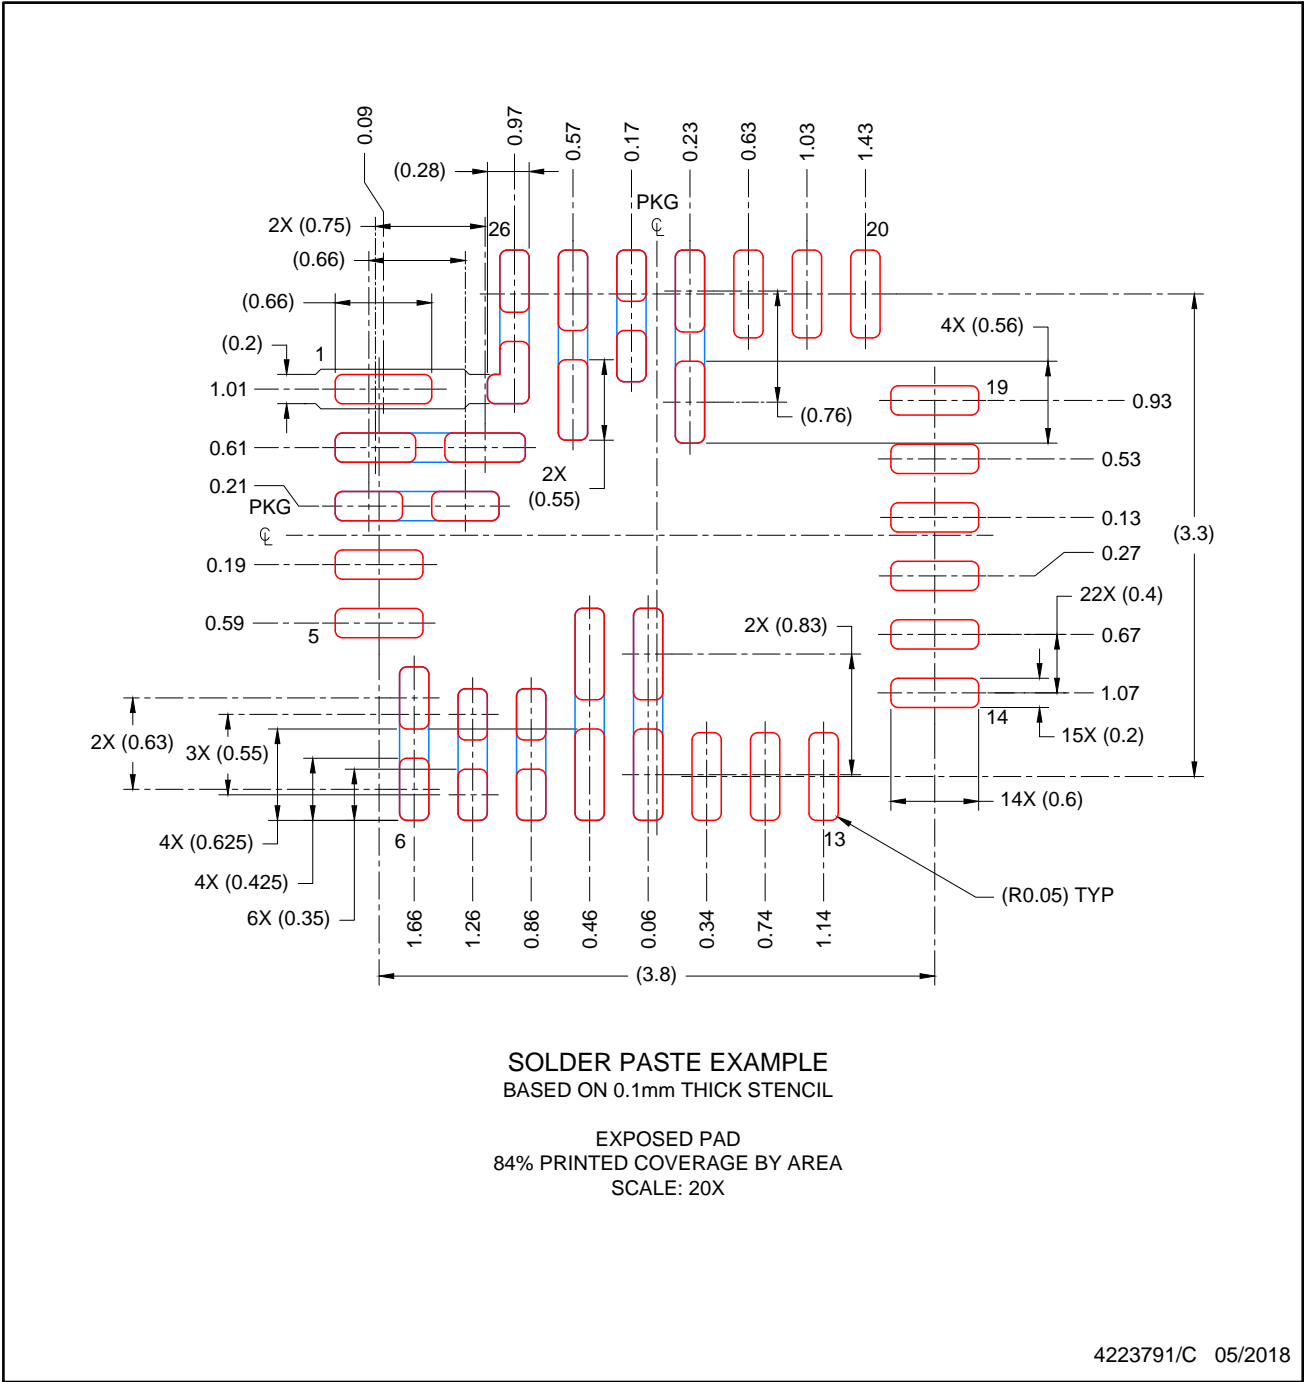 0.09
0.97
0.57
0.17
0.23
0.63
1.03
1.43
(0.28)
PKG
℄
2X (0.75)
26
20
(0.66)
(0.66)
4X (0.56)
(0.2)
1
1.01
19
0.93
(0.76)
0.61
0.53
2X
(0.55)
0.21
PKG
℄
0.13
(3.3)
0.19
0.27
22X (0.4)
0.59
5
2X (0.83)
0.67
1.07
14
15X (0.2)
2X (0.63)
3X (0.55)
14X (0.6)
4X (0.625)
6
13
4X (0.425)
(R0.05) TYP
6X (0.35)
1.66
1.26
0.86
0.46
0.06
0.34
0.74
1.14
(3.8)
SOLDER PASTE EXAMPLE
BASED ON 0.1mm THICK STENCIL
EXPOSED PAD
84% PRINTED COVERAGE BY AREA
SCALE: 20X
4223791/C 05/2018